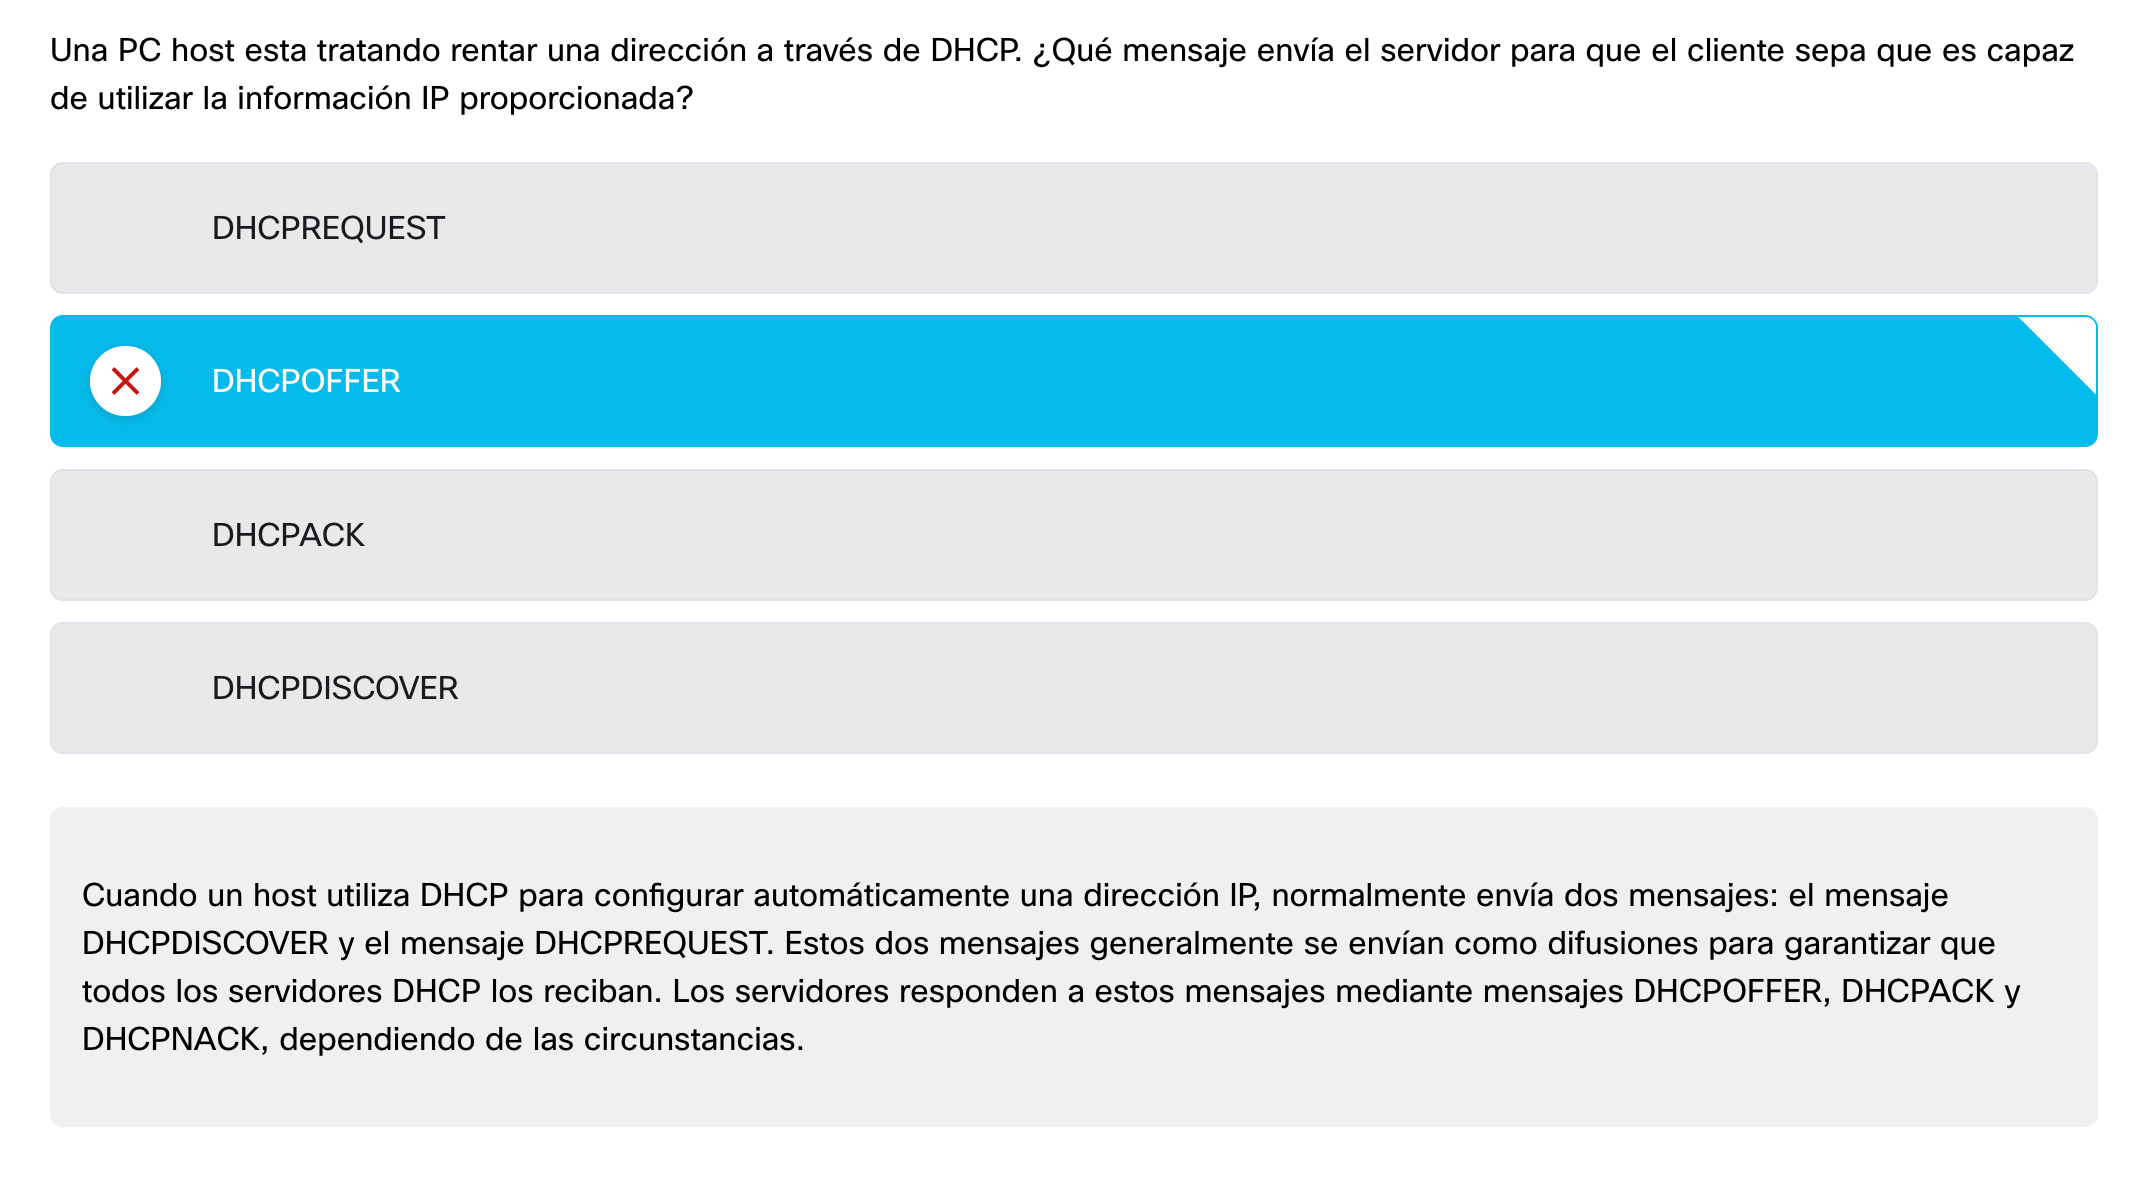 Una PC host esta tratando rentar una dirección a través de DHCP. ¿Qué mensaje envía el servidor para que el cliente sepa que es capaz
de utilizar la información IP proporcionada?
DHCPREQUEST
DHCPOFFER
DHCPACK
DHCPDISCOVER
Cuando un host utiliza DHCP para configurar automáticamente una dirección IP, normalmente envía dos mensajes: el mensaje
DHCPDISCOVER y el mensaje DHCPREQUEST. Estos dos mensajes generalmente se envían como difusiones para garantizar que
todos los servidores DHCP los reciban. Los servidores responden a estos mensajes mediante mensajes DHCPOFFER, DHCPACK y
DHCPNACK, dependiendo de las circunstancias.